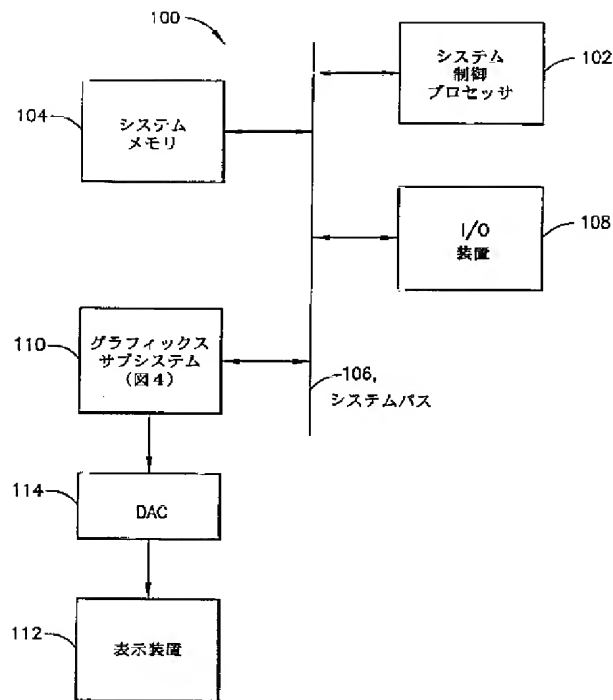 100
システム
制御
プロセッサ
102
104
システム
メモリ
I/O
装置
108
110
グラフィックス
サブシステム
(図4)
106,
システムバス
114
DAC
112
表示装置